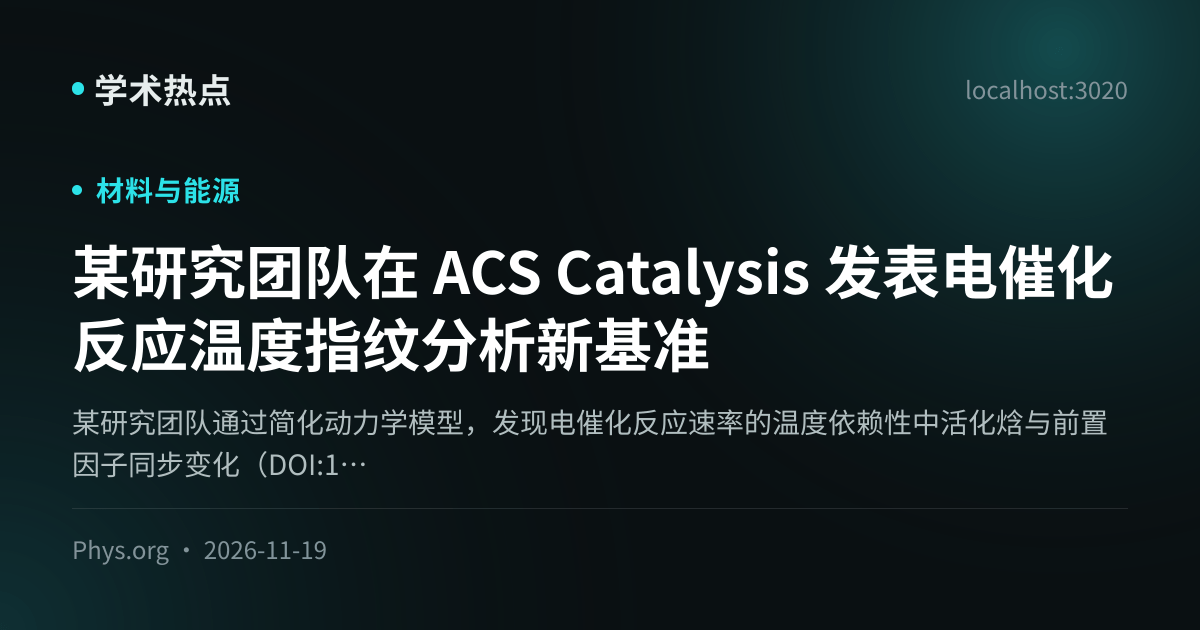 学术热点
localhost:3020
材料与能源
某研究团队在 ACS Catalysis 发表电催化
反应温度指纹分析新基准
某研究团队通过简化动力学模型，发现电催化反应速率的温度依赖性中活化焓与前置
因子同步变化（DOI:1…
Phys.org · 2026-11-19